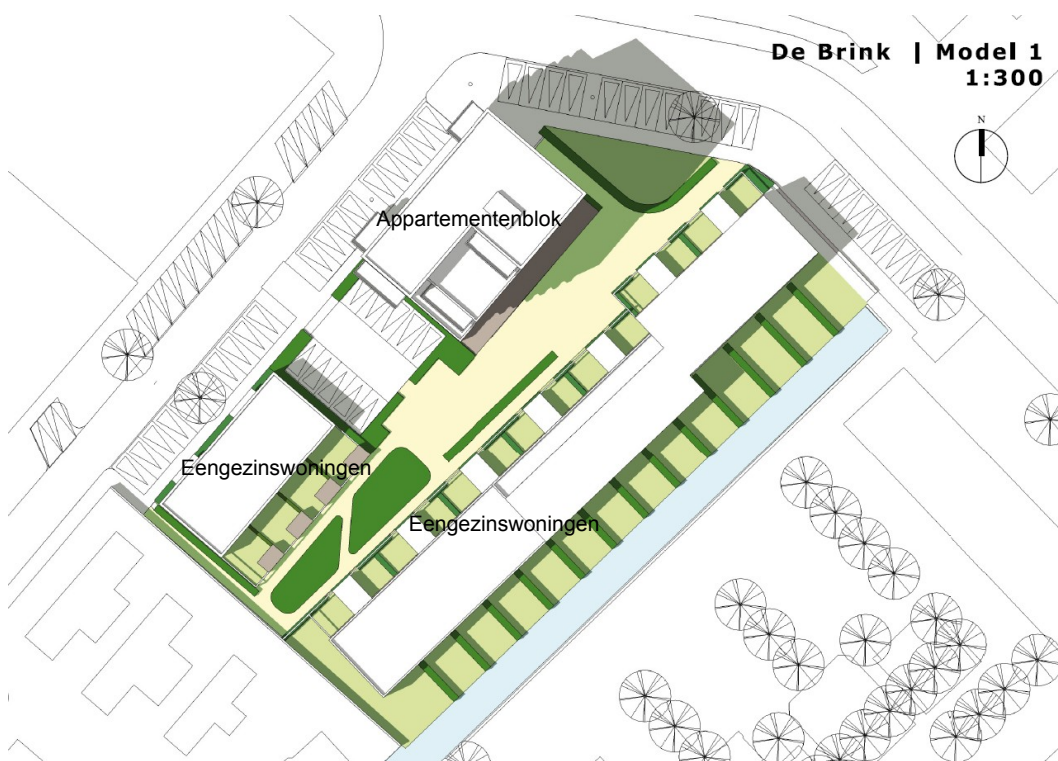 De Brink | Model 1
1:300
N
Appartementenblok
Eengezinswoningen
Eengezinswoningen